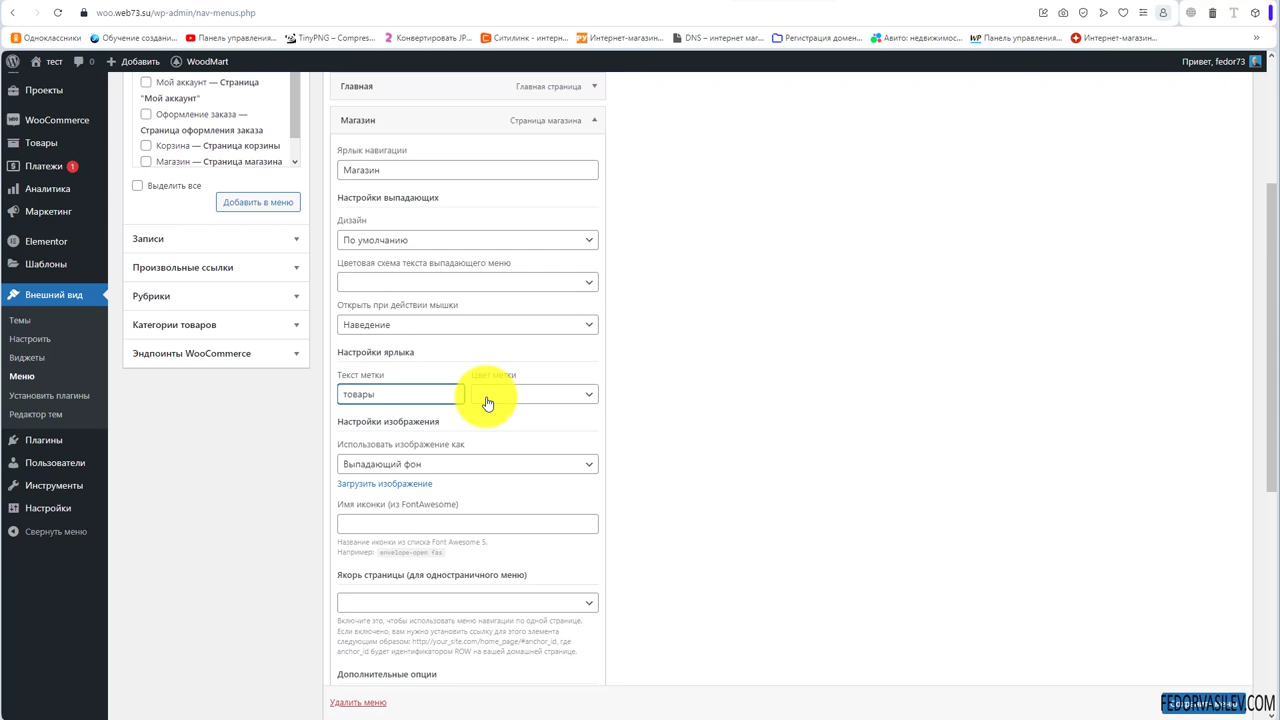 woo.web73.su/wp-admin/nav-menus.php
Одноклассники
Обучение создани...
Панель управления...
TinyPNG – Compres...
Конвертировать JP...
Ситилинк - интерн...
Интернет-магазин...
DNS – интернет маг...
Регистрация домен...
Авито: недвижимос...
Панель управления...
Интернет-магазин...
тест
0
Добавить
WoodMart
Привет, fedor73
Проекты
WooCommerce
Товары
Платежи 1
Аналитика
Маркетинг
Elementor
Шаблоны
Внешний вид
Темы
Настроить
Виджеты
Меню
Установить плагины
Редактор тем
Плагины
Пользователи
Инструменты
Настройки
Свернуть меню
Мой аккаунт — Страница
"Мой аккаунт"
Оформление заказа —
Страница оформления
заказа
Корзина — Страница корзины
Магазин — Страница магазина
Выделить все
Добавить в меню
Записи
Произвольные ссылки
Рубрики
Категории товаров
Эндпоинты WooCommerce
Главная Главная страница
Магазин Страница магазина
Ярлык навигации
Магазин
Настройки выпадающих
Дизайн
По умолчанию
Цветовая схема текста выпадающего меню
Открыть при действии мышки
Наведение
Настройки ярлыка
Текст метки Цвет метки
товары
Настройки изображения
Использовать изображение как
Выпадающий фон
Загрузить изображение
Имя иконки (из FontAwesome)
Название иконки из списка Font Awesome 5.
Например: envelope-open fas
Якорь страницы (для одностраничного меню)
Включите это, чтобы использовать меню навигации по одной странице.
Если включено, вам нужно установить ссылку для этого элемента
следующим образом: http://your_site.com/home_page/#anchor_id, где
anchor_id будет идентификатором ROW на вашей домашней странице.
Дополнительные опции
Удалить меню
FEDORVASILEV.COM